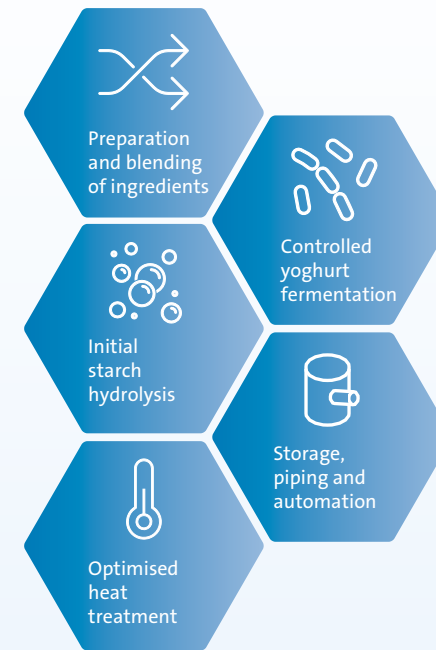 Preparation
and blending
of ingredients
Controlled
yoghurt
fermentation
Initial
starch
hydrolysis
Storage,
piping and
automation
Optimised
heat
treatment